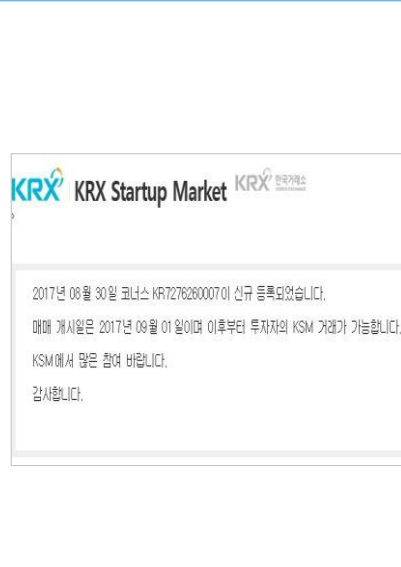 KRX KRX Startup Market KRX 한국거래소
2017년 08월 30일 코너스 KR7276260007이 신규 등록되었습니다.
매매 개시일은 2017년 09월 01일이며 이후부터 투자자의 KSM 거래가 가능합니다.
KSM에서 많은 참여 바랍니다.
감사합니다.